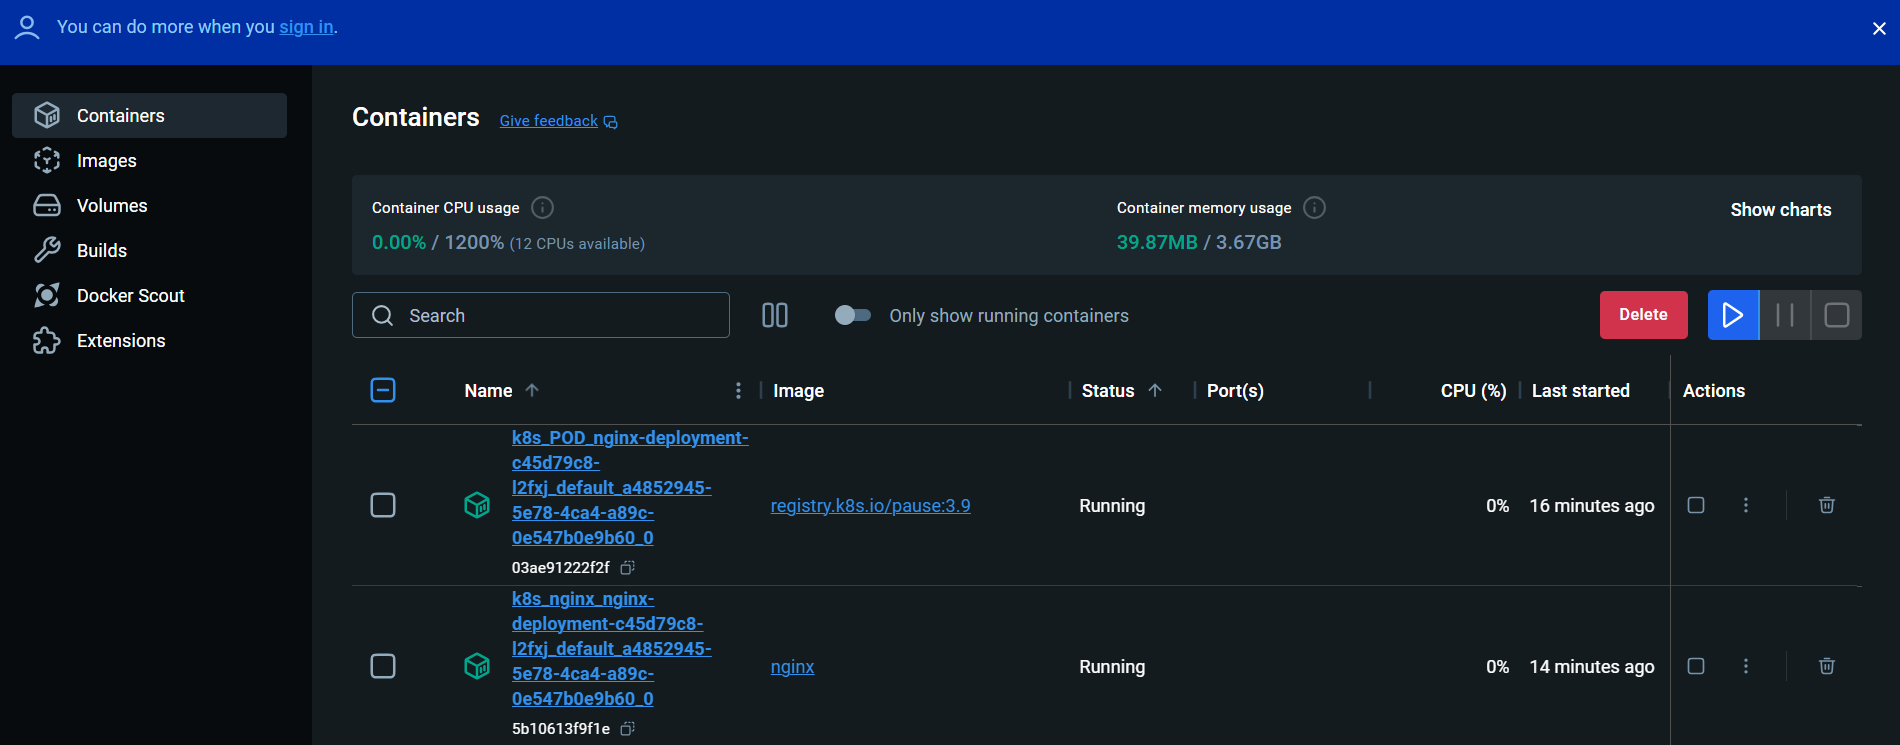 You can do more when you sign in.
Containers
Images
Volumes
Builds
Docker Scout
Extensions
Containers Give feedback
Container CPU usage
0.00% / 1200% (12 CPUs available)
Container memory usage
39.87MB / 3.67GB
Show charts
Search
Only show running containers
Delete
Name Image Status Port(s) CPU (%) Last started Actions
k8s_POD_nginx-deployment-
c45d79c8-
l2fxj_default_a4852945-
5e78-4ca4-a89c-
0e547b0e9b60_0
03ae91222f2f
registry.k8s.io/pause:3.9
Running
0%
16 minutes ago
k8s_nginx_nginx-
deployment-c45d79c8-
l2fxj_default_a4852945-
5e78-4ca4-a89c-
0e547b0e9b60_0
5b10613f9f1e
nginx
Running
0%
14 minutes ago